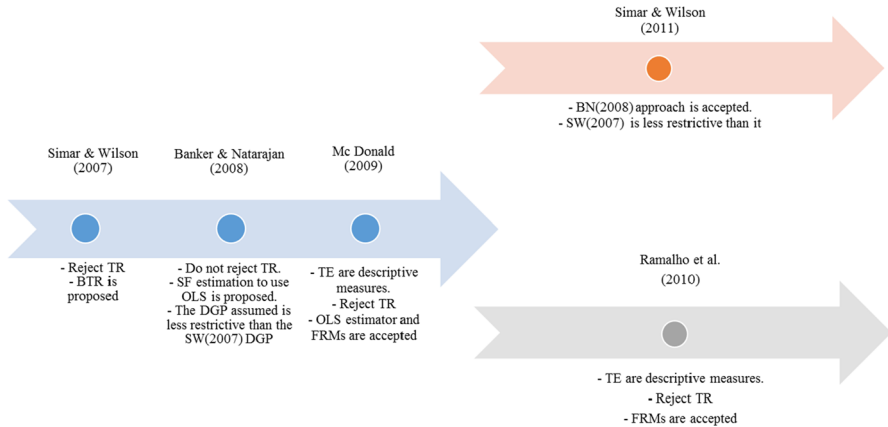 Simar & Wilson
(2011)
- BN(2008) approach is accepted.
- SW(2007) is less restrictive than it
Simar & Wilson
(2007)
- Reject TR
- BTR is
proposed
Banker & Natarajan
(2008)
- Do not reject TR.
- SF estimation to use
OLS is proposed.
- The DGP assumed is
less restrictive than the
SW(2007) DGP
Mc Donald
(2009)
- TE are descriptive
measures.
- Reject TR
- OLS estimator and
FRMs are accepted
Ramalho et al.
(2010)
- TE are descriptive measures.
- Reject TR
- FRMs are accepted